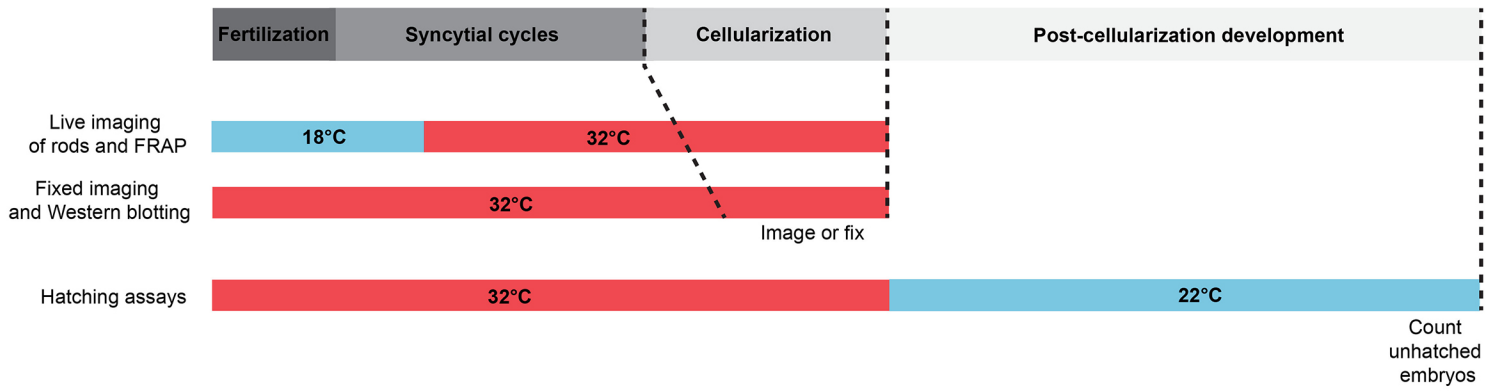 Fertilization
Syncytial cycles
Cellularization
Post-cellularization development
Live imaging
of rods and FRAP
18°C
32°C
Fixed imaging
and Western blotting
32°C
Image or fix
Hatching assays
32°C
22°C
Count
unhatched
embryos